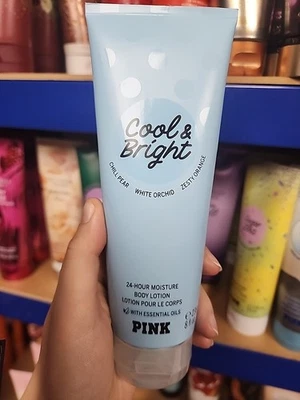 Cool &
Bright
CHILL PEAR WHITE ORCHID ZESTY ORANGE
24-HOUR MOISTURE
BODY LOTION
LOTION POUR LE CORPS
WITH ESSENTIAL OILS
PINK